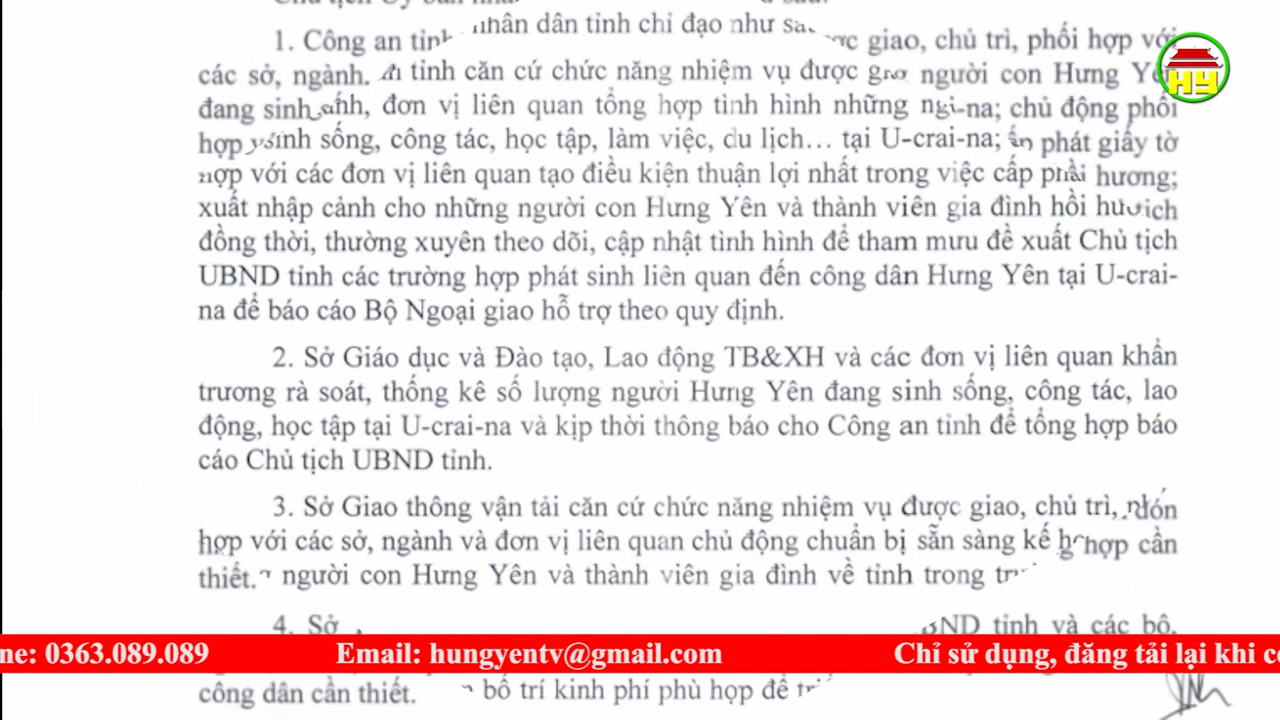 nhân dân tỉnh chỉ đạo như
1. Công an tỉnh giao, chủ trì, phối hợp với
các sở, ngành. tỉnh căn cứ chức năng nhiệm vụ được người con Hưng Yên
đang sinh đơn vị liên quan tổng hợp tình hình những chủ động phối
hợp sinh sống, công tác, học tập, làm việc, du lịch… tại U-crai-na; phát giấy tờ
hợp với các đơn vị liên quan tạo điều kiện thuận lợi nhất trong việc cấp hương;
xuất nhập cảnh cho những người con Hưng Yên và thành viên gia đình hồi
đồng thời, thường xuyên theo dõi, cập nhật tình hình để tham mưu đề xuất Chủ tịch
UBND tỉnh các trường hợp phát sinh liên quan đến công dân Hưng Yên tại U-crai-
na để báo cáo Bộ Ngoại giao hỗ trợ theo quy định.
2. Sở Giáo dục và Đào tạo, Lao động TB&XH và các đơn vị liên quan khẩn
trương rà soát, thống kê số lượng người Hưng Yên đang sinh sống, công tác, lao
động, học tập tại U-crai-na và kịp thời thông báo cho Công an tỉnh để tổng hợp báo
cáo Chủ tịch UBND tỉnh.
3. Sở Giao thông vận tải căn cứ chức năng nhiệm vụ được giao, chủ trì,
hợp với các sở, ngành và đơn vị liên quan chủ động chuẩn bị sẵn sàng kế hợp cần
thiết. người con Hưng Yên và thành viên gia đình về tỉnh trong
4. Sở UBND tỉnh và các bộ,
bố trí kinh phí phù hợp để
công dân cần thiết.
HY
ne: 0363.089.089 Email: hungyentv@gmail.com Chỉ sử dụng, đăng tải lại khi c